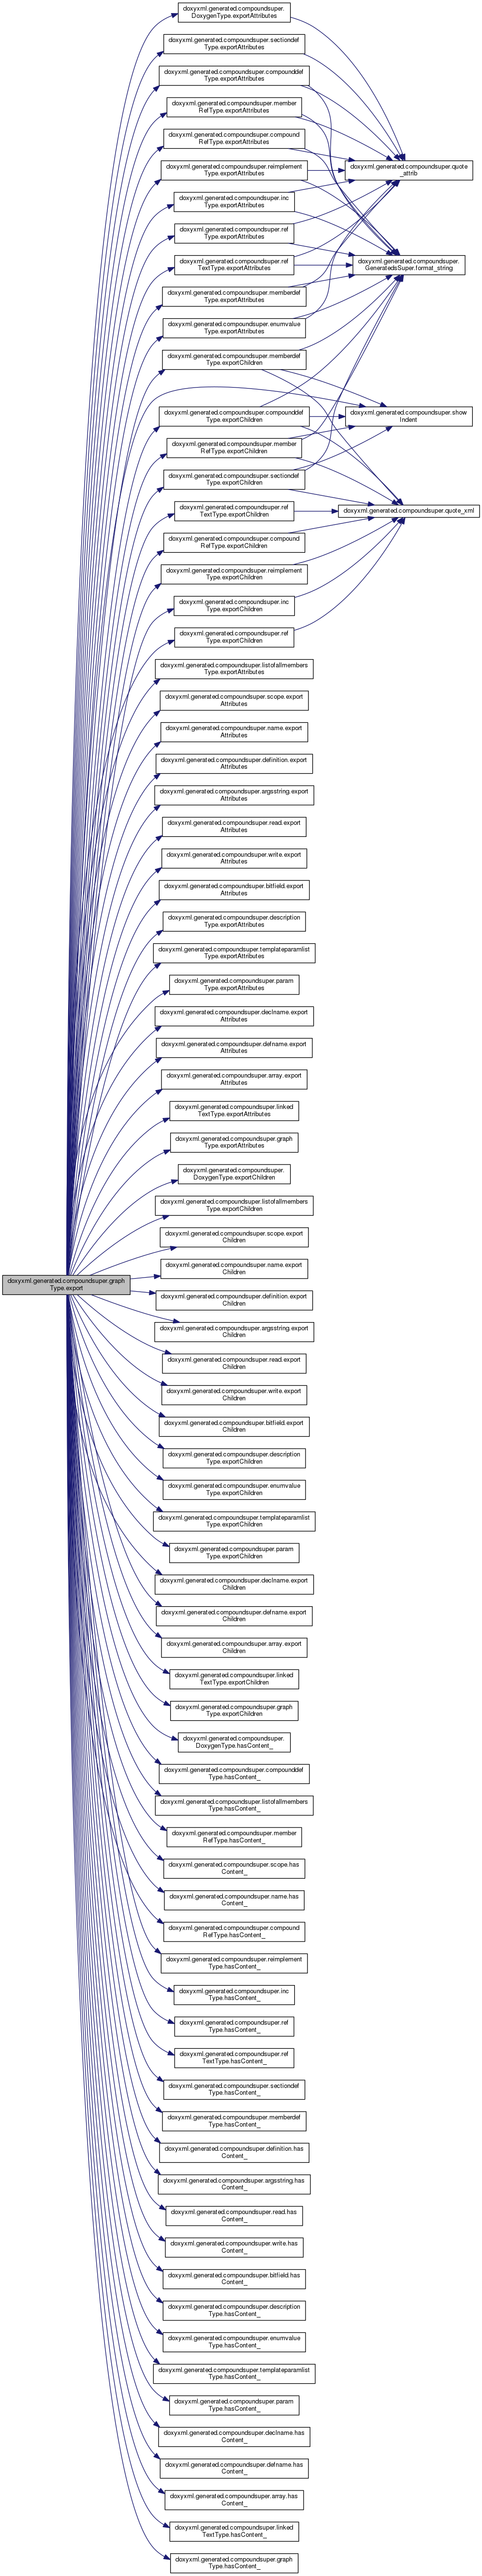 doxyxml.generated.compoundsuper.
DoxygenType.exportAttributes
doxyxml.generated.compoundsuper.sectiondef
Type.exportAttributes
doxyxml.generated.compoundsuper.compounddef
Type.exportAttributes
doxyxml.generated.compoundsuper.member
RefType.exportAttributes
doxyxml.generated.compoundsuper.compound
RefType.exportAttributes
doxyxml.generated.compoundsuper.reimplement
Type.exportAttributes
doxyxml.generated.compoundsuper.quote
_attrib
doxyxml.generated.compoundsuper.inc
Type.exportAttributes
doxyxml.generated.compoundsuper.ref
Type.exportAttributes
doxyxml.generated.compoundsuper.ref
TextType.exportAttributes
doxyxml.generated.compoundsuper.
GeneratedsSuper.format_string
doxyxml.generated.compoundsuper.memberdef
Type.exportAttributes
doxyxml.generated.compoundsuper.enumvalue
Type.exportAttributes
doxyxml.generated.compoundsuper.memberdef
Type.exportChildren
doxyxml.generated.compoundsuper.compounddef
Type.exportChildren
doxyxml.generated.compoundsuper.show
Indent
doxyxml.generated.compoundsuper.member
RefType.exportChildren
doxyxml.generated.compoundsuper.sectiondef
Type.exportChildren
doxyxml.generated.compoundsuper.ref
TextType.exportChildren
doxyxml.generated.compoundsuper.quote_xml
doxyxml.generated.compoundsuper.compound
RefType.exportChildren
doxyxml.generated.compoundsuper.reimplement
Type.exportChildren
doxyxml.generated.compoundsuper.inc
Type.exportChildren
doxyxml.generated.compoundsuper.ref
Type.exportChildren
doxyxml.generated.compoundsuper.listofallmembers
Type.exportAttributes
doxyxml.generated.compoundsuper.scope.export
Attributes
doxyxml.generated.compoundsuper.name.export
Attributes
doxyxml.generated.compoundsuper.definition.export
Attributes
doxyxml.generated.compoundsuper.argsstring.export
Attributes
doxyxml.generated.compoundsuper.read.export
Attributes
doxyxml.generated.compoundsuper.write.export
Attributes
doxyxml.generated.compoundsuper.bitfield.export
Attributes
doxyxml.generated.compoundsuper.description
Type.exportAttributes
doxyxml.generated.compoundsuper.templateparamlist
Type.exportAttributes
doxyxml.generated.compoundsuper.param
Type.exportAttributes
doxyxml.generated.compoundsuper.declname.export
Attributes
doxyxml.generated.compoundsuper.defname.export
Attributes
doxyxml.generated.compoundsuper.array.export
Attributes
doxyxml.generated.compoundsuper.linked
TextType.exportAttributes
doxyxml.generated.compoundsuper.graph
Type.exportAttributes
doxyxml.generated.compoundsuper.
DoxygenType.exportChildren
doxyxml.generated.compoundsuper.listofallmembers
Type.exportChildren
doxyxml.generated.compoundsuper.scope.export
Children
doxyxml.generated.compoundsuper.name.export
Children
doxyxml.generated.compoundsuper.graph
Type.export
doxyxml.generated.compoundsuper.definition.export
Children
doxyxml.generated.compoundsuper.argsstring.export
Children
doxyxml.generated.compoundsuper.read.export
Children
doxyxml.generated.compoundsuper.write.export
Children
doxyxml.generated.compoundsuper.bitfield.export
Children
doxyxml.generated.compoundsuper.description
Type.exportChildren
doxyxml.generated.compoundsuper.enumvalue
Type.exportChildren
doxyxml.generated.compoundsuper.templateparamlist
Type.exportChildren
doxyxml.generated.compoundsuper.param
Type.exportChildren
doxyxml.generated.compoundsuper.declname.export
Children
doxyxml.generated.compoundsuper.defname.export
Children
doxyxml.generated.compoundsuper.array.export
Children
doxyxml.generated.compoundsuper.linked
TextType.exportChildren
doxyxml.generated.compoundsuper.graph
Type.exportChildren
doxyxml.generated.compoundsuper.
DoxygenType.hasContent_
doxyxml.generated.compoundsuper.compounddef
Type.hasContent_
doxyxml.generated.compoundsuper.listofallmembers
Type.hasContent_
doxyxml.generated.compoundsuper.member
RefType.hasContent_
doxyxml.generated.compoundsuper.scope.has
Content_
doxyxml.generated.compoundsuper.name.has
Content_
doxyxml.generated.compoundsuper.compound
RefType.hasContent_
doxyxml.generated.compoundsuper.reimplement
Type.hasContent_
doxyxml.generated.compoundsuper.inc
Type.hasContent_
doxyxml.generated.compoundsuper.ref
Type.hasContent_
doxyxml.generated.compoundsuper.ref
TextType.hasContent_
doxyxml.generated.compoundsuper.sectiondef
Type.hasContent_
doxyxml.generated.compoundsuper.memberdef
Type.hasContent_
doxyxml.generated.compoundsuper.definition.has
Content_
doxyxml.generated.compoundsuper.argsstring.has
Content_
doxyxml.generated.compoundsuper.read.has
Content_
doxyxml.generated.compoundsuper.write.has
Content_
doxyxml.generated.compoundsuper.bitfield.has
Content_
doxyxml.generated.compoundsuper.description
Type.hasContent_
doxyxml.generated.compoundsuper.enumvalue
Type.hasContent_
doxyxml.generated.compoundsuper.templateparamlist
Type.hasContent_
doxyxml.generated.compoundsuper.param
Type.hasContent_
doxyxml.generated.compoundsuper.declname.has
Content_
doxyxml.generated.compoundsuper.defname.has
Content_
doxyxml.generated.compoundsuper.array.has
Content_
doxyxml.generated.compoundsuper.linked
TextType.hasContent_
doxyxml.generated.compoundsuper.graph
Type.hasContent_